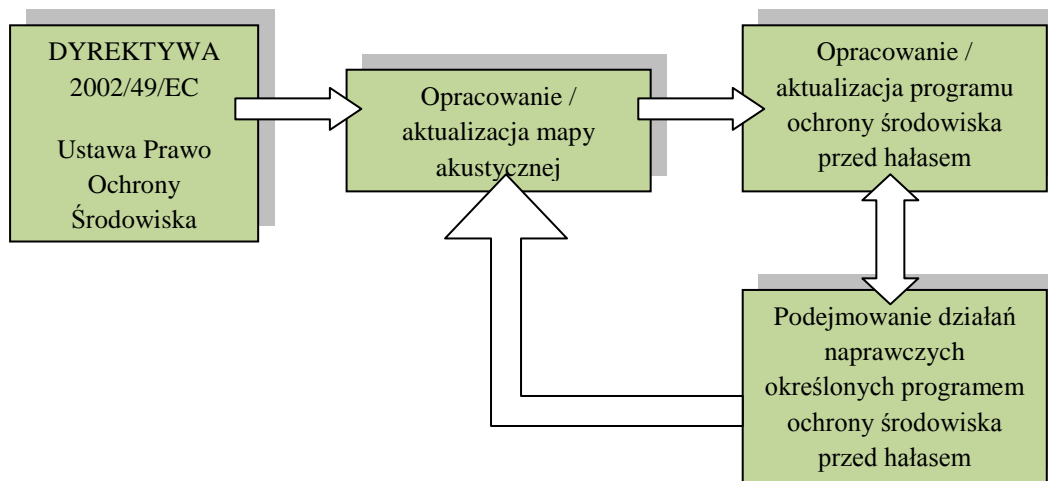 DYREKTYWA
2002/49/EC
Ustawa Prawo
Ochrony
Środowiska
Opracowanie /
aktualizacja mapy
akustycznej
Opracowanie /
aktualizacja programu
ochrony środowiska
przed hałasem
Podejmowanie działań
naprawczych
określonych programem
ochrony środowiska
przed hałasem